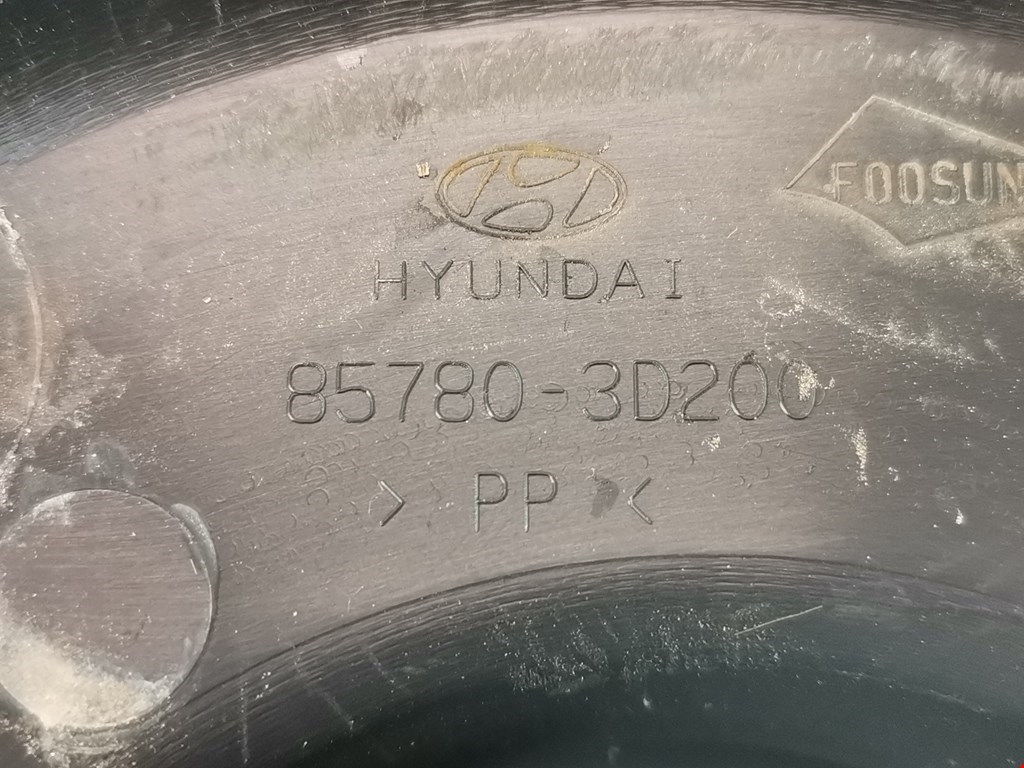 FOOSUN
HYUNDAI
85780-3D200
> PP <